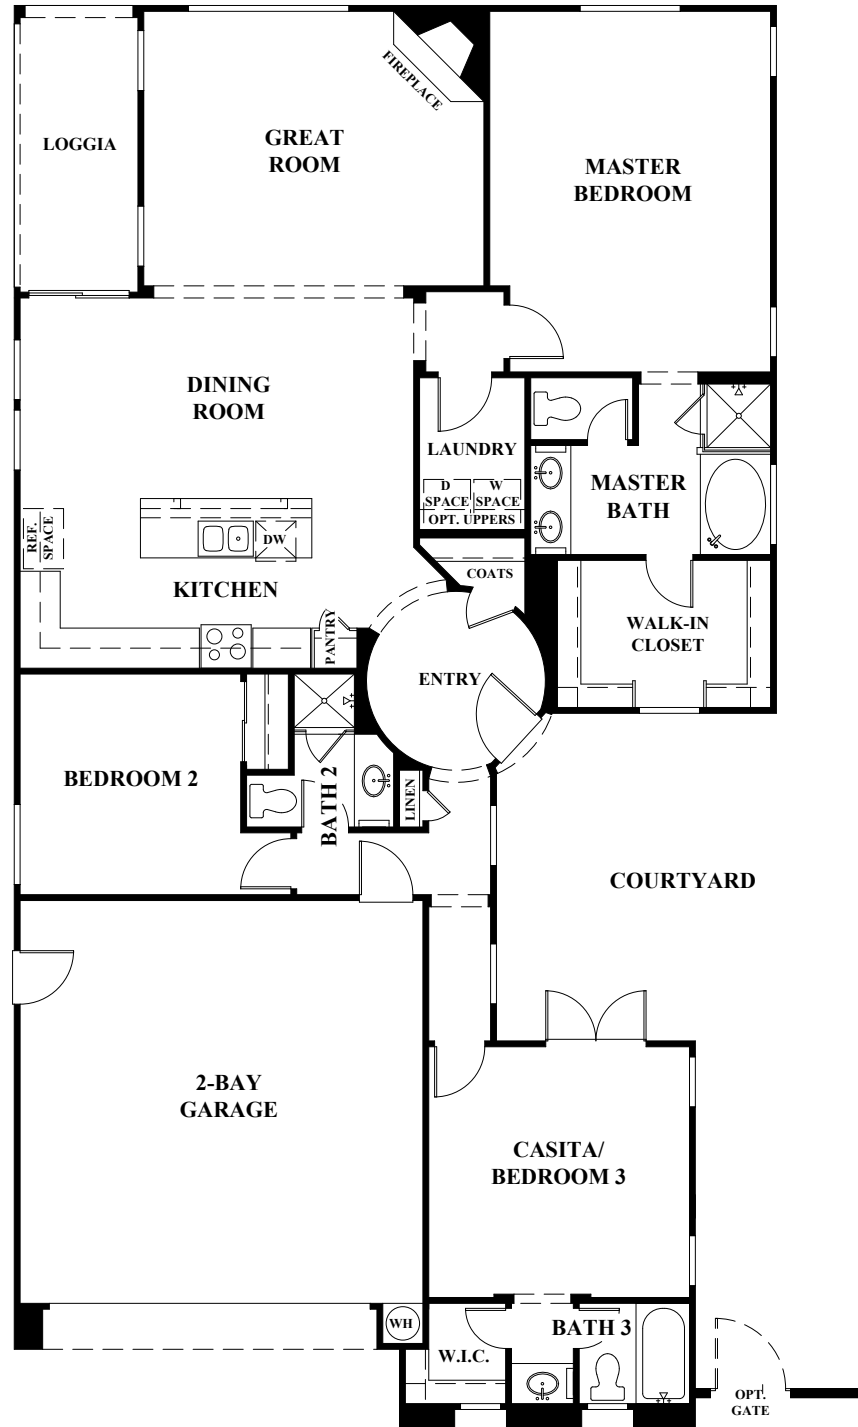 LOGGIA
GREAT
ROOM
FIREPLACE
MASTER
BEDROOM
DINING
ROOM
LAUNDRY
D
SPACE
W
SPACE
OPT. UPPERS
MASTER
BATH
REF.
SPACE
DW
KITCHEN
PANTRY
COATS
WALK-IN
CLOSET
ENTRY
BEDROOM 2
BATH 2
LINEN
COURTYARD
2-BAY
GARAGE
CASITA/
BEDROOM 3
WH
W.I.C.
BATH 3
OPT.
GATE